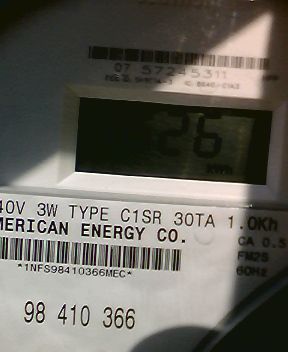 07 57245311
26
kWh
40V 3W TYPE C1SR 30TA 1.0Kh
MERICAN ENERGY CO. CA 0.5
FM2S
*1NFS98410366MEC* 60Hz
98 410 366